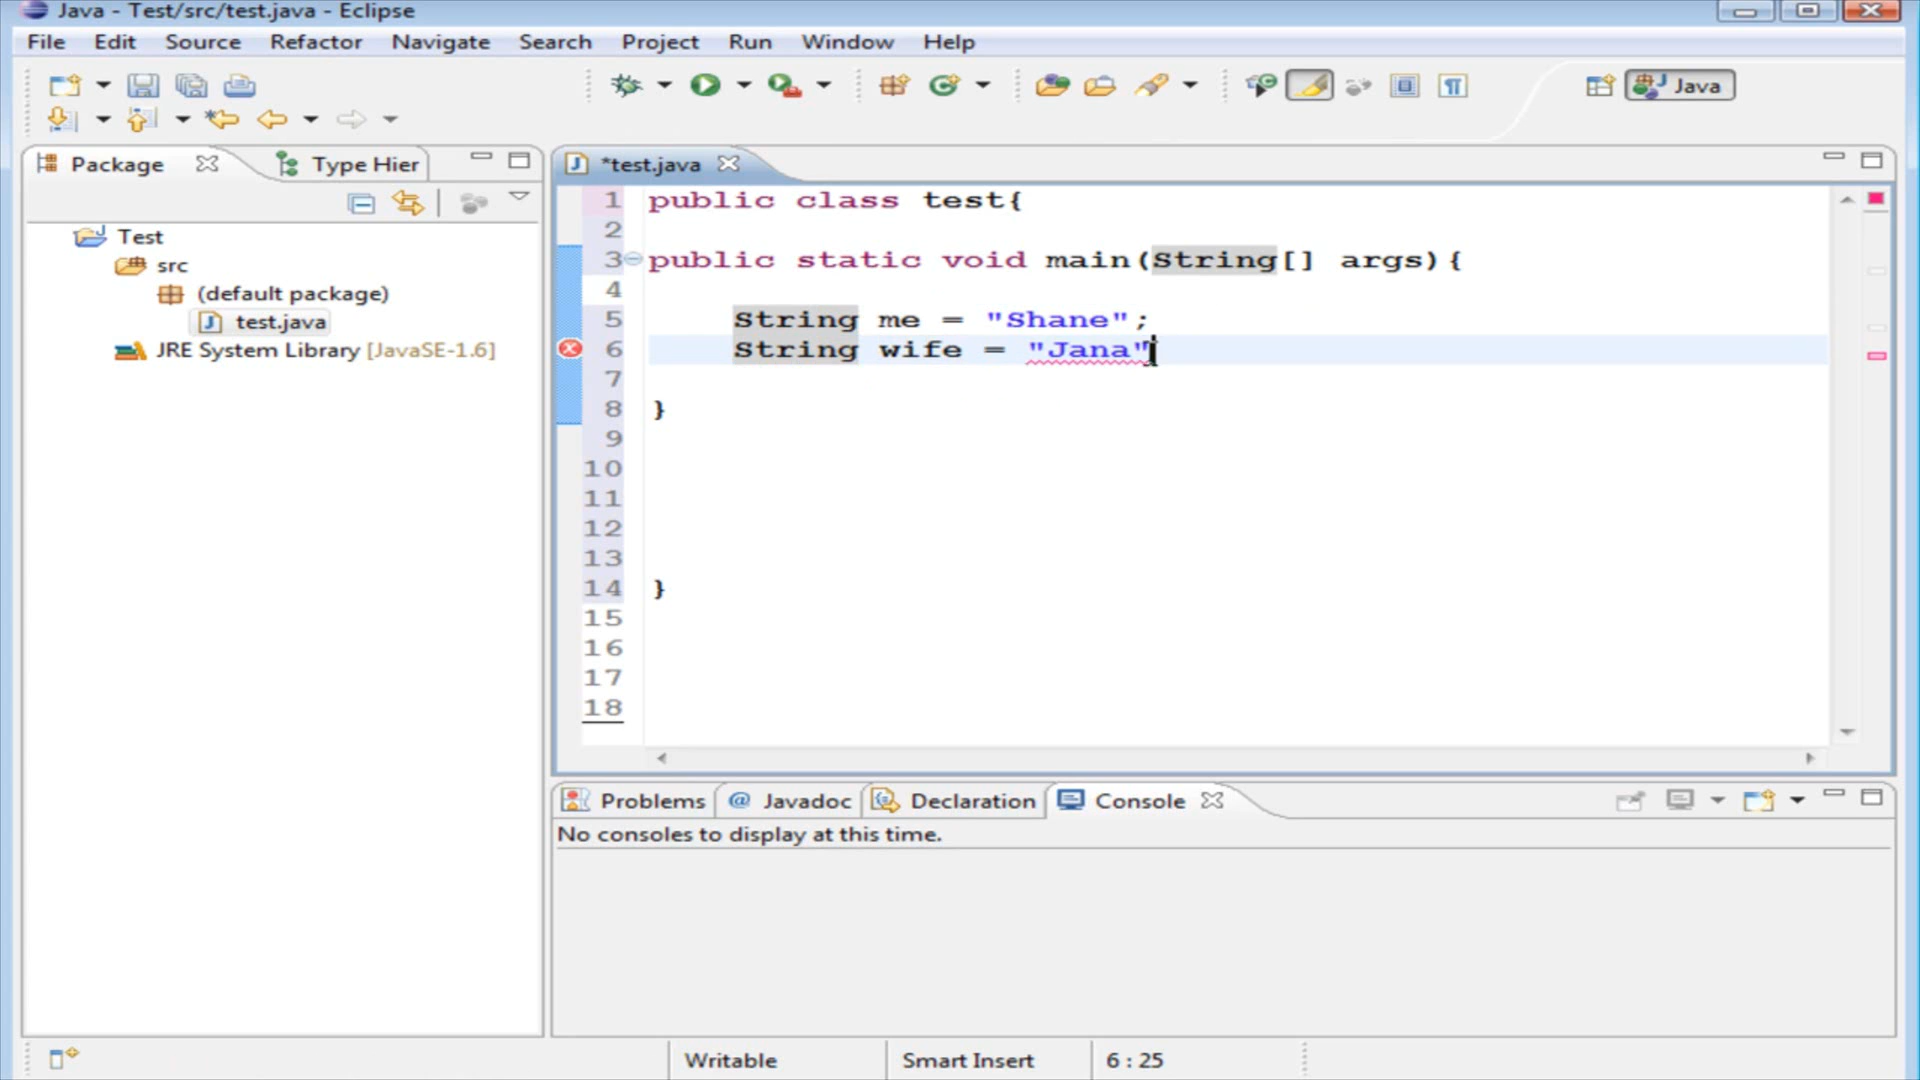 Java - Test/src/test.java - Eclipse
File Edit Source Refactor Navigate Search Project Run Window Help
Java
Package Type Hier
Test
src
(default package)
test.java
JRE System Library [JavaSE-1.6]
*test.java
1 public class test{
2
3 public static void main(String[] args){
4
5 String me = "Shane";
6 String wife = "Jana"
7
8 }
9
10
11
12
13
14 }
15
16
17
18
Problems @ Javadoc Declaration Console
No consoles to display at this time.
Writable Smart Insert 6 : 25